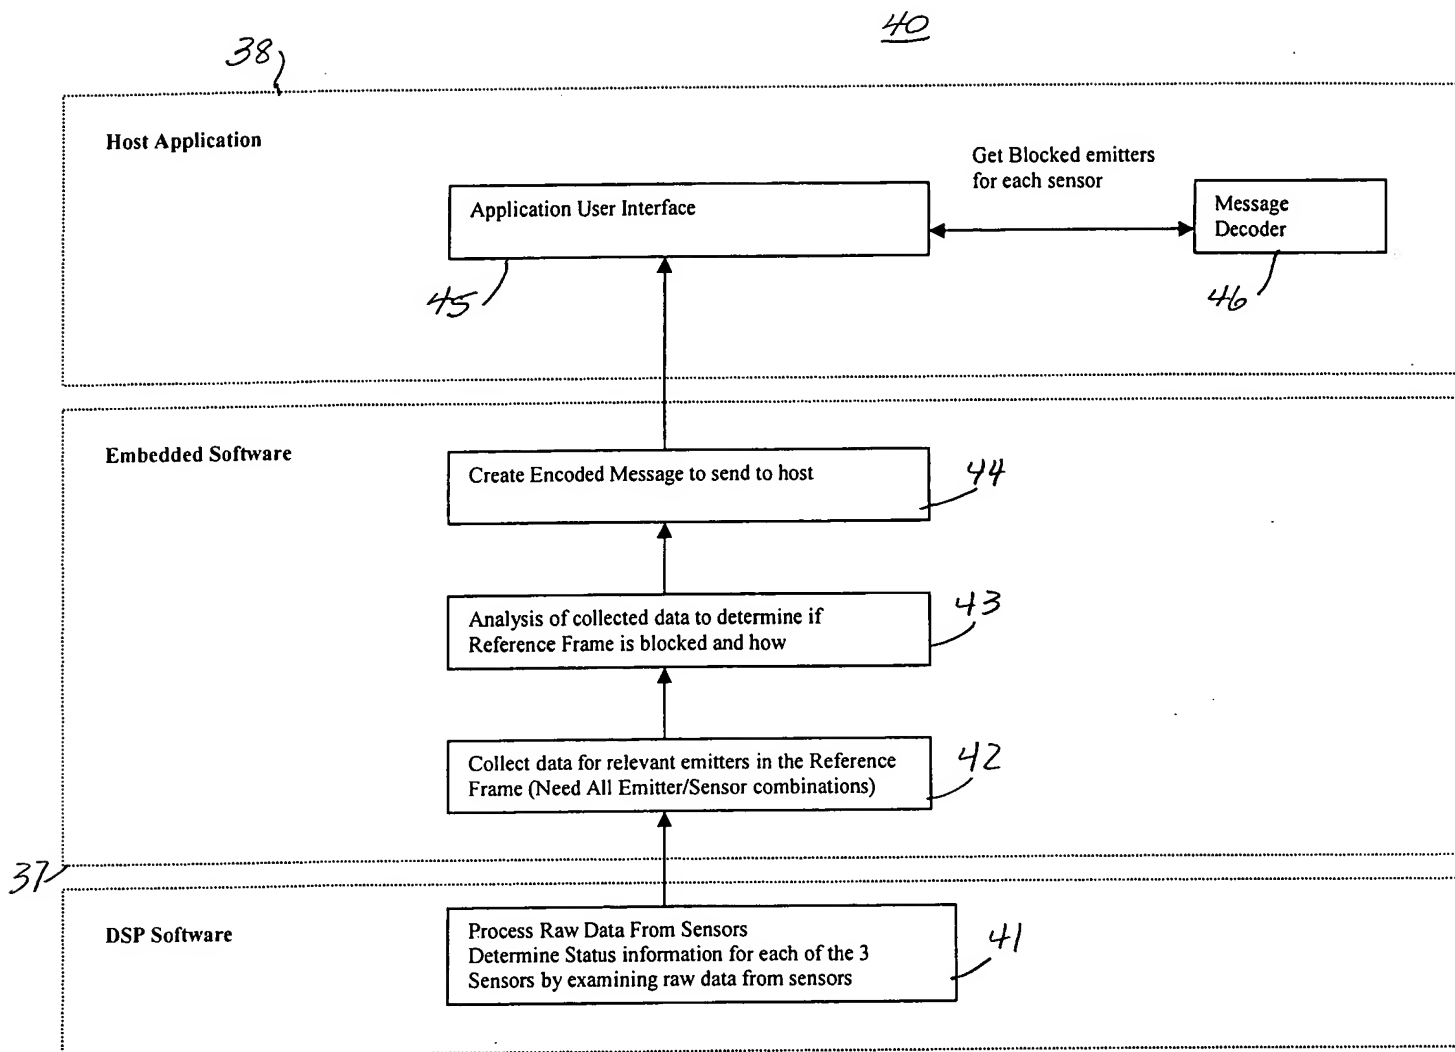 40
38
Host Application
Get Blocked emitters
for each sensor
Application User Interface
Message
Decoder
45
46
Embedded Software
Create Encoded Message to send to host
44
Analysis of collected data to determine if
Reference Frame is blocked and how
43
Collect data for relevant emitters in the Reference
Frame (Need All Emitter/Sensor combinations)
42
37
DSP Software
Process Raw Data From Sensors
Determine Status information for each of the 3
Sensors by examining raw data from sensors
41